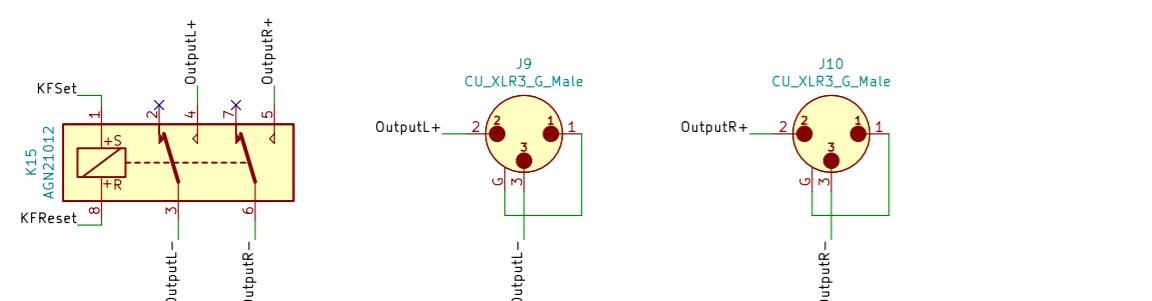 OutputL+
OutputR+
KFSet
1
2
4
7
5
K15
AGN21012
+S
+R
8
3
6
KFReset
OutputL-
OutputR-
J9
CU_XLR3_G_Male
OutputL+
2
2
1
1
3
G
3
OutputL-
J10
CU_XLR3_G_Male
OutputR+
2
2
1
1
3
G
3
OutputR-